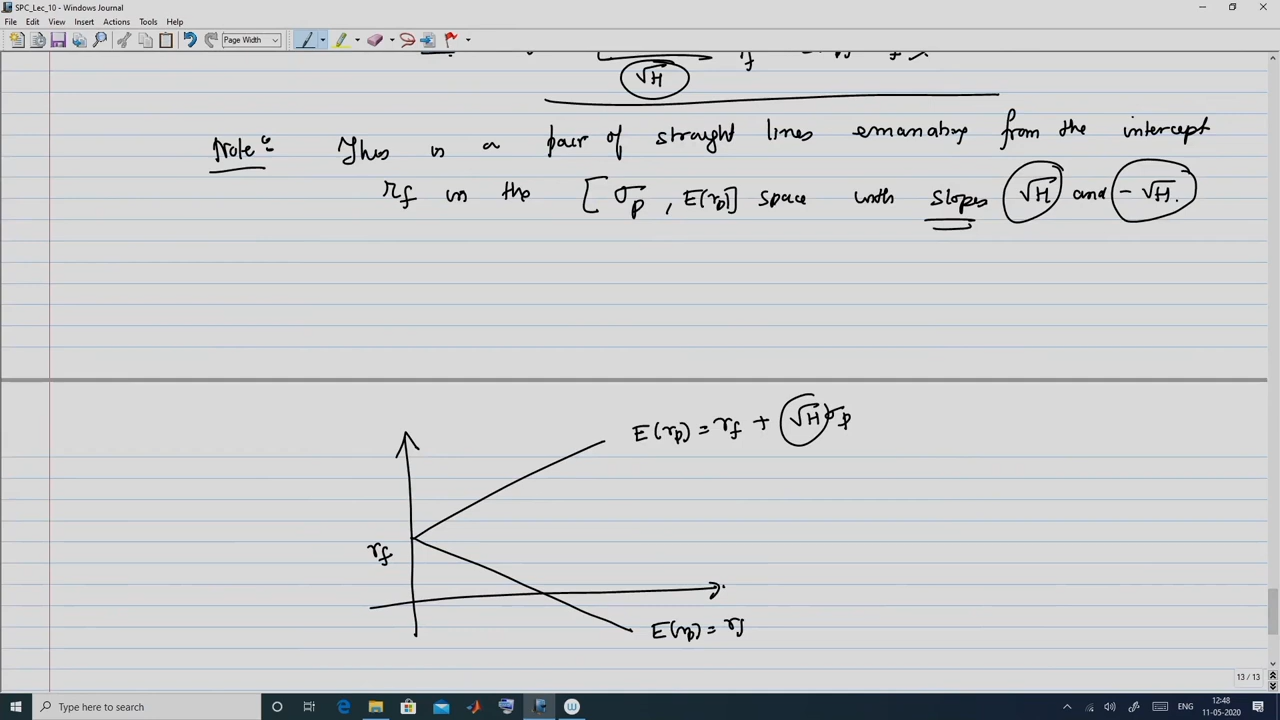 SPC_Lec_10 - Windows Journal
File Edit View Insert Actions Tools Help
Page Width
√H
Note: This is a pair of straight lines emanating from the intercept
rf in the [σp, E(rp)] space with slopes √H and -√H.
E(rp) = rf + √H σp
rf
E(rp) = rf
13 / 13
Type here to search
ENG
12:48
11-05-2020